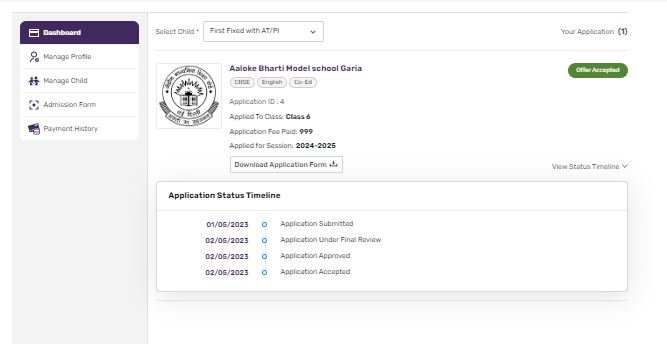 Dashboard
Manage Profile
Manage Child
Admission Form
Payment History
Select Child *
First Fixed with AT/PI
Your Application (1)
Aaloke Bharti Model school Garia
Offer Accepted
CBSE English Co-Ed
Application ID : 4
Applied To Class: Class 6
Application Fee Paid: 999
Applied for Session: 2024-2025
Download Application Form
View Status Timeline
Application Status Timeline
01/05/2023 Application Submitted
02/05/2023 Application Under Final Review
02/05/2023 Application Approved
02/05/2023 Application Accepted